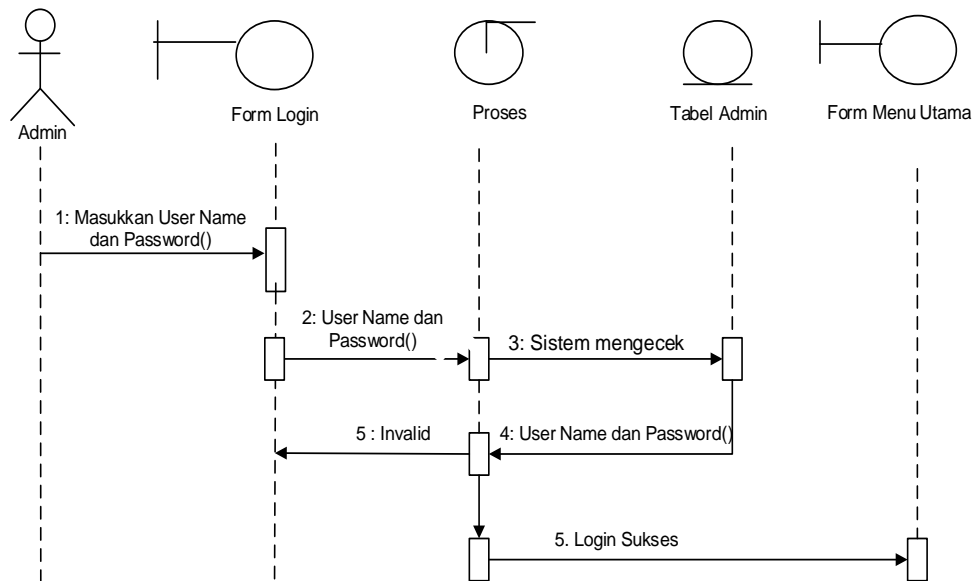 Admin
Form Login
Proses
Tabel Admin
Form Menu Utama
1: Masukkan User Name
dan Password()
2: User Name dan
Password()
3: Sistem mengecek
5 : Invalid
4: User Name dan Password()
5. Login Sukses